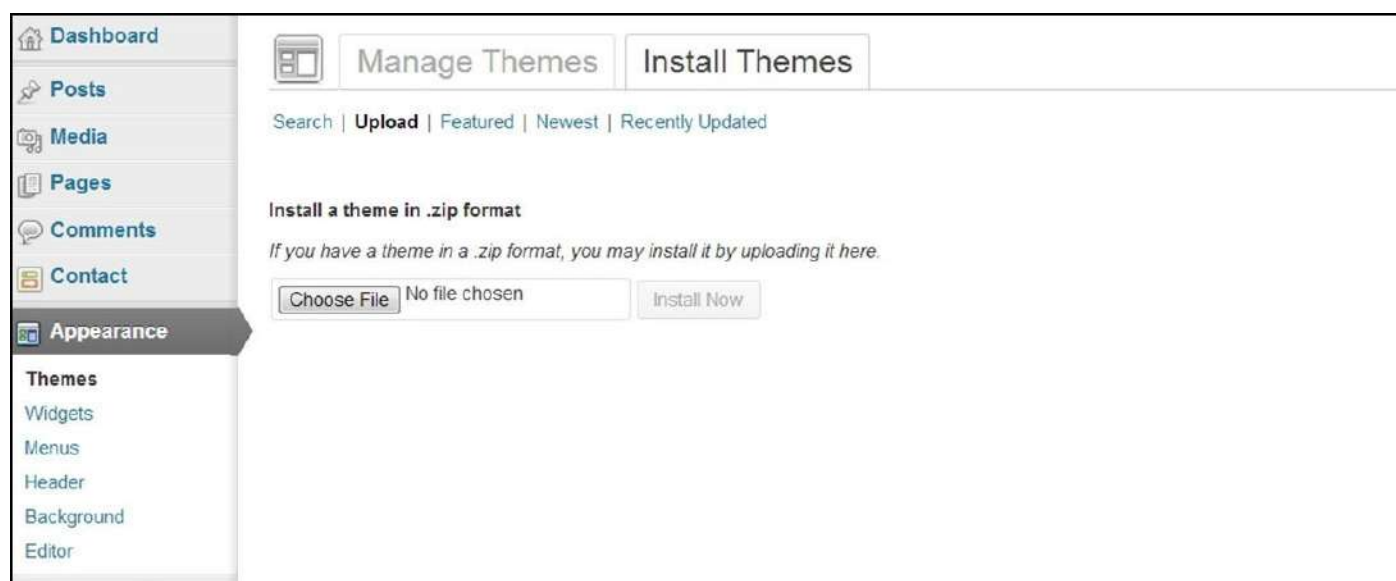 Dashboard
Posts
Media
Pages
Comments
Contact
Appearance
Themes
Widgets
Menus
Header
Background
Editor
Manage Themes Install Themes
Search | Upload | Featured | Newest | Recently Updated
Install a theme in .zip format
If you have a theme in a .zip format, you may install it by uploading it here.
Choose File No file chosen Install Now